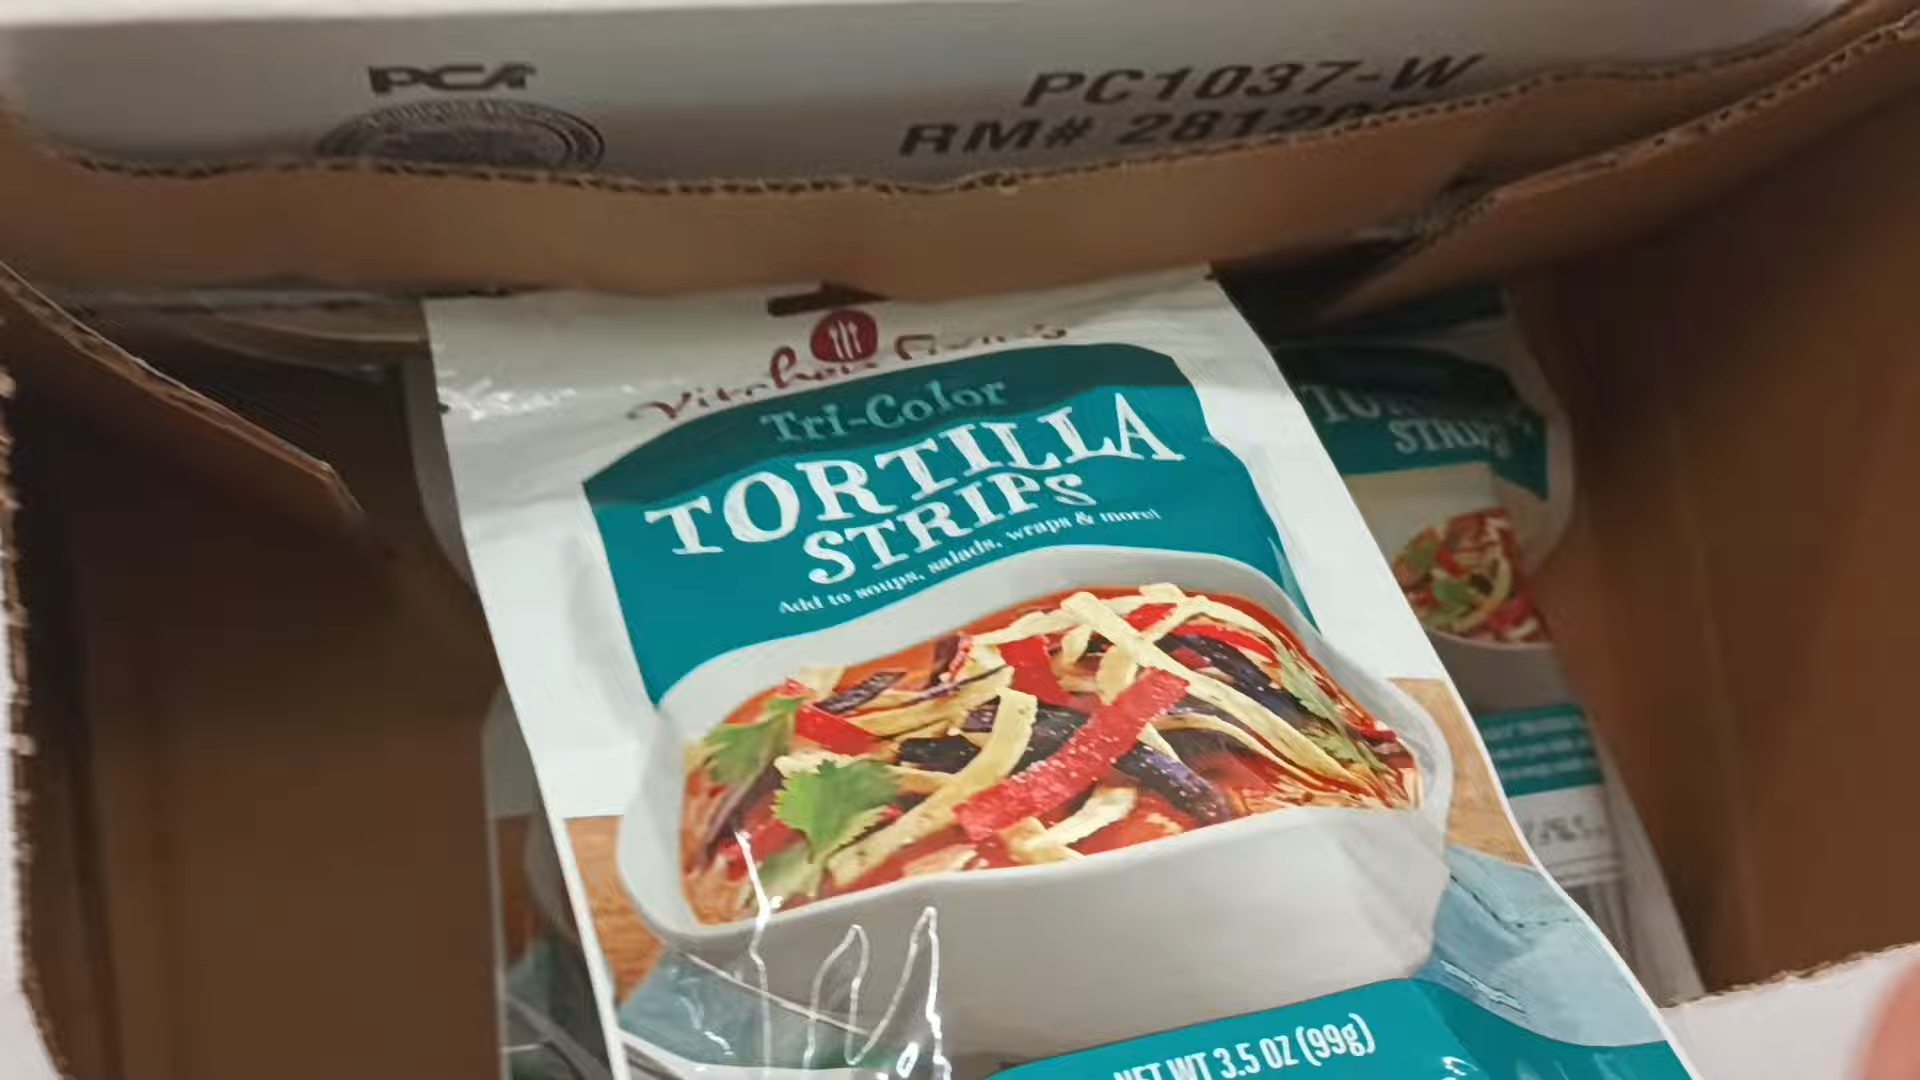 PCA
PC1037-W
RM# 28120
Tri-Color
TORTILLA
STRIPS
Add to soups, salads, wraps & more!
STRIPS
NET WT 3.5 OZ (99g)